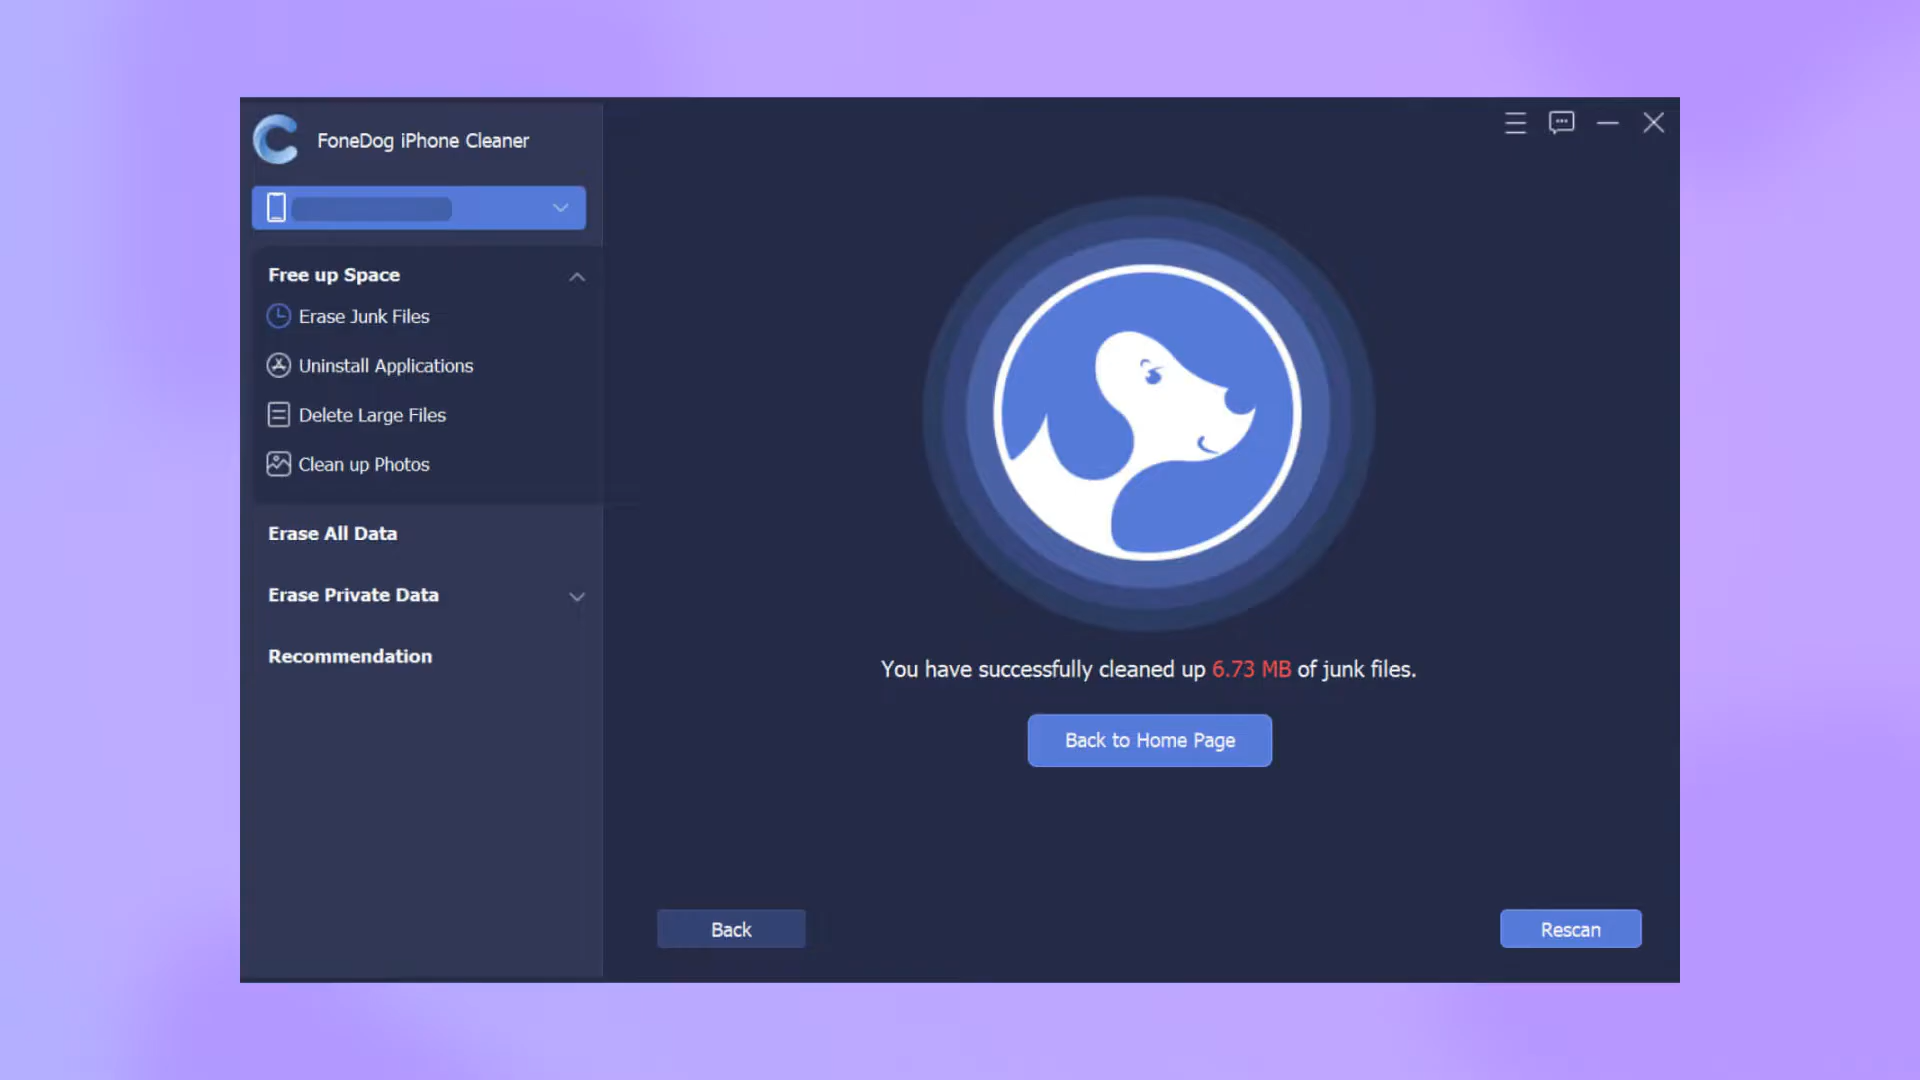 FoneDog iPhone Cleaner
Free up Space
Erase Junk Files
Uninstall Applications
Delete Large Files
Clean up Photos
Erase All Data
Erase Private Data
Recommendation
You have successfully cleaned up 6.73 MB of junk files.
Back to Home Page
Back
Rescan